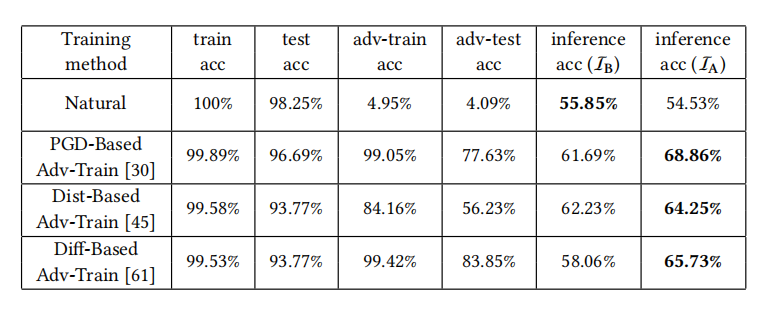 Training method train acc test acc adv-train acc adv-test acc inference acc (𝓘B) inference acc (𝓘A)
Natural 100% 98.25% 4.95% 4.09% 55.85% 54.53%
PGD-Based Adv-Train [30] 99.89% 96.69% 99.05% 77.63% 61.69% 68.86%
Dist-Based Adv-Train [45] 99.58% 93.77% 84.16% 56.23% 62.23% 64.25%
Diff-Based Adv-Train [61] 99.53% 93.77% 99.42% 83.85% 58.06% 65.73%